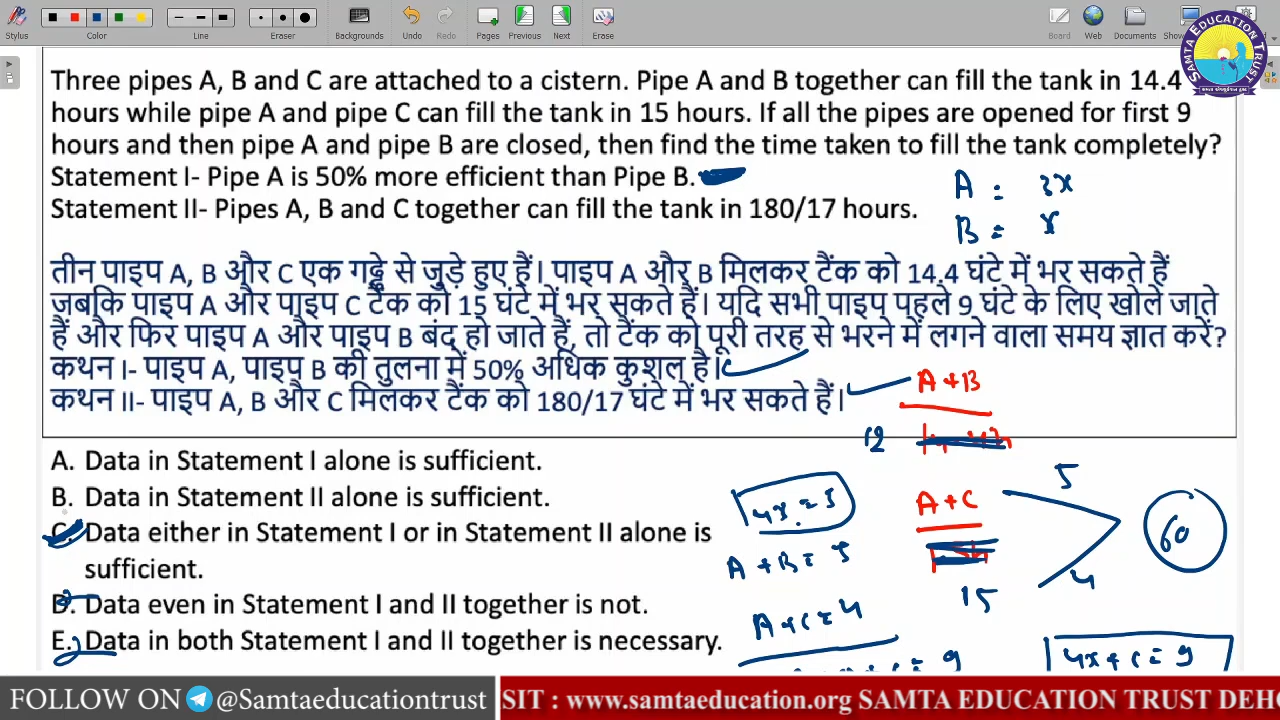 Stylus Color Line Eraser Backgrounds Undo Redo Pages Previous Next Erase Board Web Documents
SAMTA EDUCATION TRUST
Three pipes A, B and C are attached to a cistern. Pipe A and B together can fill the tank in 14.4
hours while pipe A and pipe C can fill the tank in 15 hours. If all the pipes are opened for first 9
hours and then pipe A and pipe B are closed, then find the time taken to fill the tank completely?
Statement I- Pipe A is 50% more efficient than Pipe B.
Statement II- Pipes A, B and C together can fill the tank in 180/17 hours.
A = 3x
B = x
तीन पाइप A, B और C एक गड्ढे से जुड़े हुए हैं। पाइप A और B मिलकर टैंक को 14.4 घंटे में भर सकते हैं
जबकि पाइप A और पाइप C टैंक को 15 घंटे में भर सकते हैं। यदि सभी पाइप पहले 9 घंटे के लिए खोले जाते
हैं और फिर पाइप A और पाइप B बंद हो जाते हैं, तो टैंक को पूरी तरह से भरने में लगने वाला समय ज्ञात करें?
कथन I- पाइप A, पाइप B की तुलना में 50% अधिक कुशल है।
कथन II- पाइप A, B और C मिलकर टैंक को 180/17 घंटे में भर सकते हैं।
A + B
12
A. Data in Statement I alone is sufficient.
B. Data in Statement II alone is sufficient.
C. Data either in Statement I or in Statement II alone is
sufficient.
D. Data even in Statement I and II together is not.
E. Data in both Statement I and II together is necessary.
4x = 5
A + B = 5
A + C = 4
A + C
15
5
4
60
4x + C = 9
FOLLOW ON @Samtaeducationtrust
SIT : www.samtaeducation.org SAMTA EDUCATION TRUST DEH